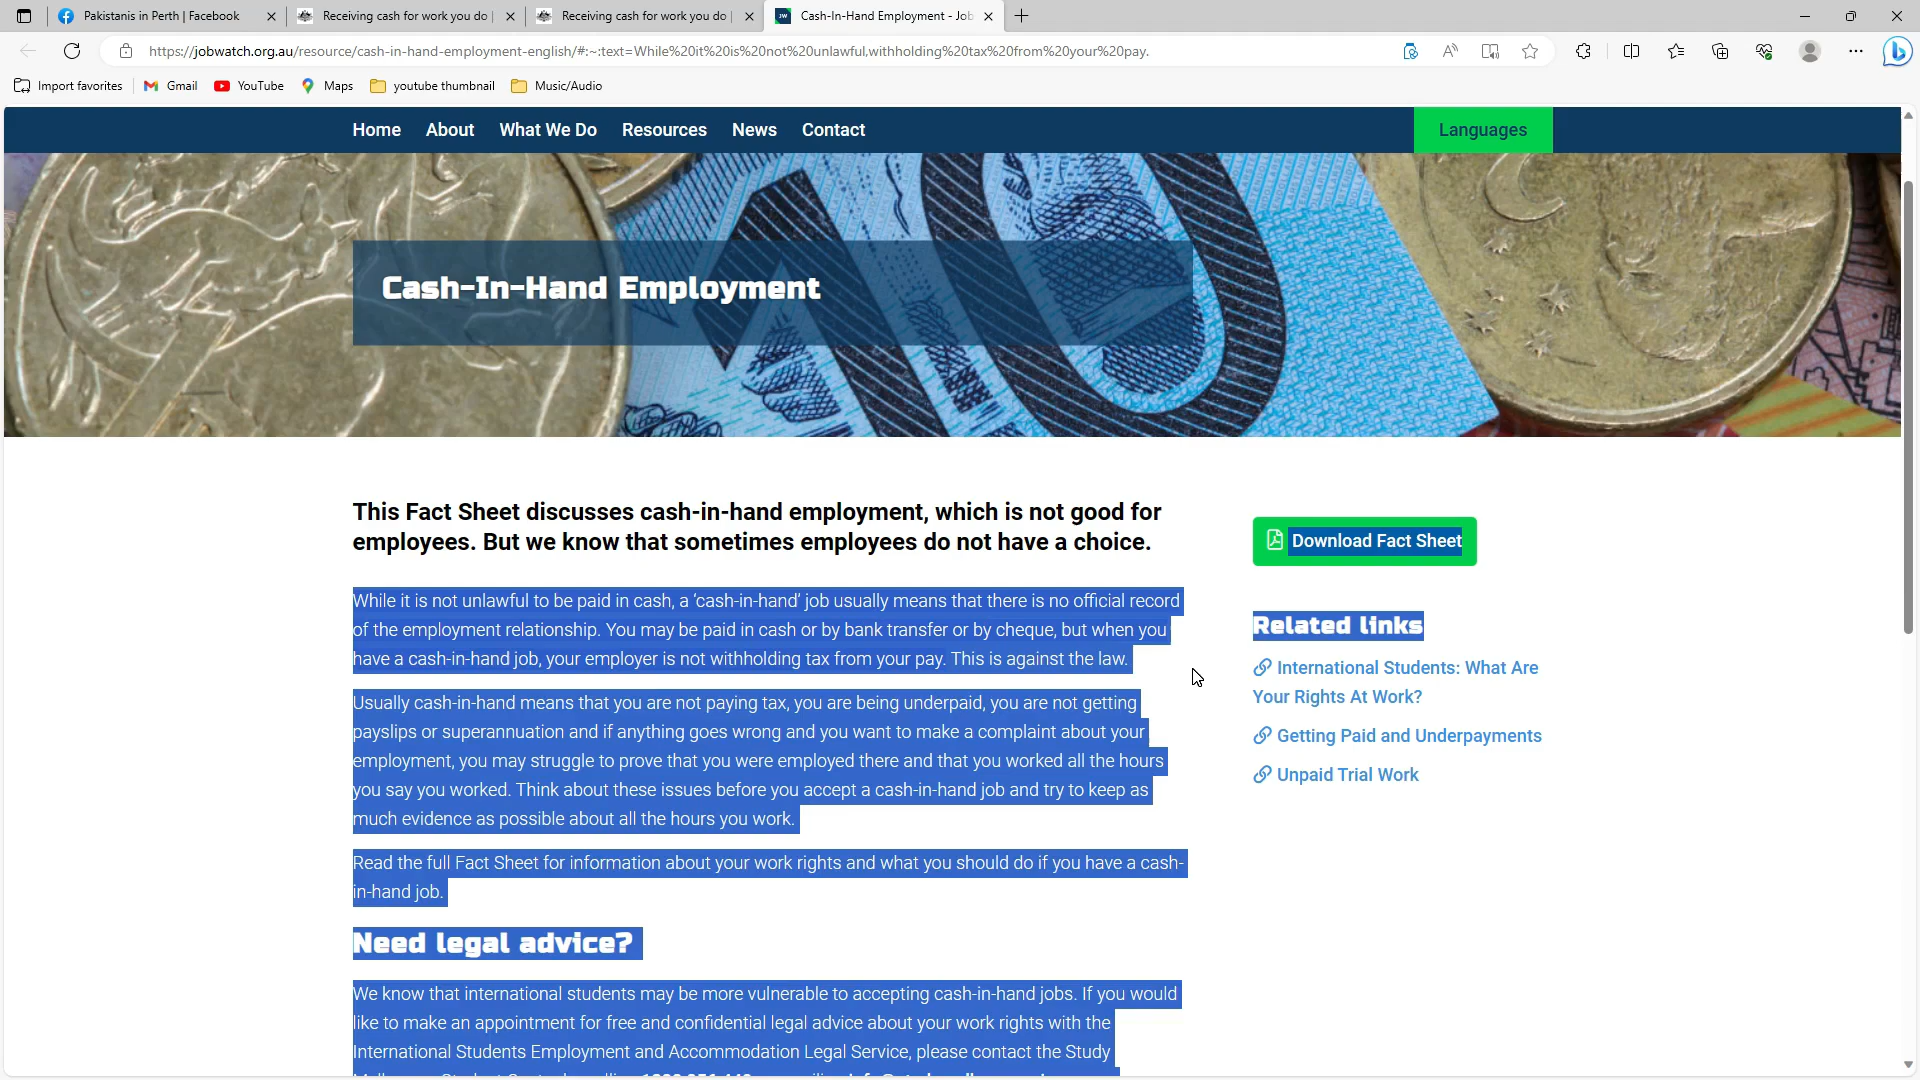 Pakistanis in Perth | Facebook
Receiving cash for work you do |
Receiving cash for work you do |
Cash-In-Hand Employment - Job
https://jobwatch.org.au/resource/cash-in-hand-employment-english/#:~:text=While%20it%20is%20not%20unlawful,withholding%20tax%20from%20your%20pay.
Import favorites
Gmail
YouTube
Maps
youtube thumbnail
Music/Audio
Home
About
What We Do
Resources
News
Contact
Languages
Cash-In-Hand Employment
This Fact Sheet discusses cash-in-hand employment, which is not good for
employees. But we know that sometimes employees do not have a choice.
While it is not unlawful to be paid in cash, a ‘cash-in-hand’ job usually means that there is no official record
of the employment relationship. You may be paid in cash or by bank transfer or by cheque, but when you
have a cash-in-hand job, your employer is not withholding tax from your pay. This is against the law.
Usually cash-in-hand means that you are not paying tax, you are being underpaid, you are not getting
payslips or superannuation and if anything goes wrong and you want to make a complaint about your
employment, you may struggle to prove that you were employed there and that you worked all the hours
you say you worked. Think about these issues before you accept a cash-in-hand job and try to keep as
much evidence as possible about all the hours you work.
Read the full Fact Sheet for information about your work rights and what you should do if you have a cash-
in-hand job.
Need legal advice?
We know that international students may be more vulnerable to accepting cash-in-hand jobs. If you would
like to make an appointment for free and confidential legal advice about your work rights with the
International Students Employment and Accommodation Legal Service, please contact the Study
Download Fact Sheet
Related links
International Students: What Are
Your Rights At Work?
Getting Paid and Underpayments
Unpaid Trial Work